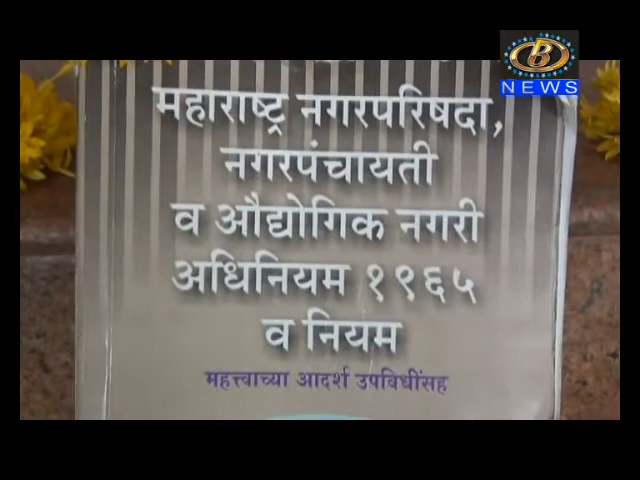 B
NEWS
महाराष्ट्र नगरपरिषदा,
नगरपंचायती
व औद्योगिक नगरी
अधिनियम १९६५
व नियम
महत्त्वाच्या आदर्श उपविधींसह